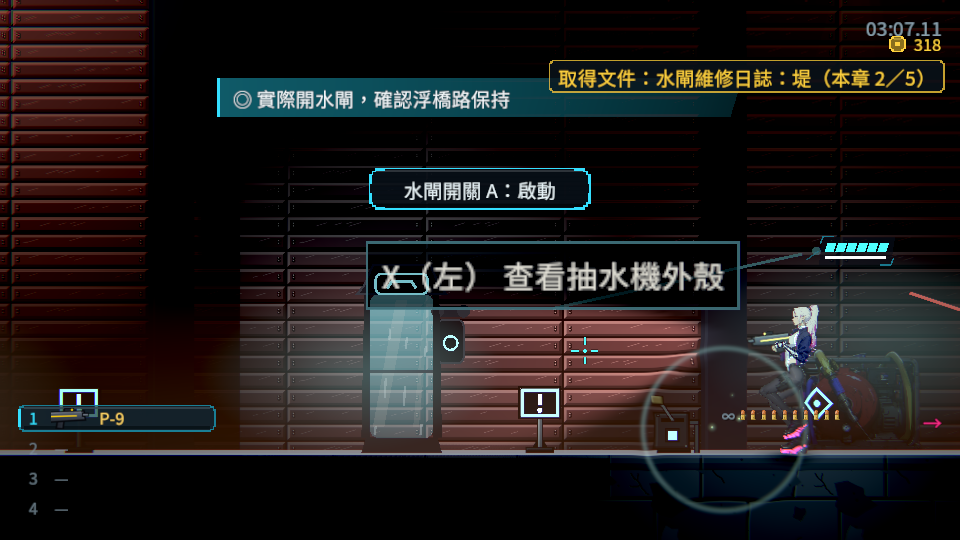 03:07.11
318
取得文件：水閘維修日誌：堤（本章 2／5）
◎ 實際開水閘，確認浮橋路保持
水閘開關 A：啟動
X（左） 查看抽水機外殼
!
!
∞
1 P-9
2
3 —
4 —
→